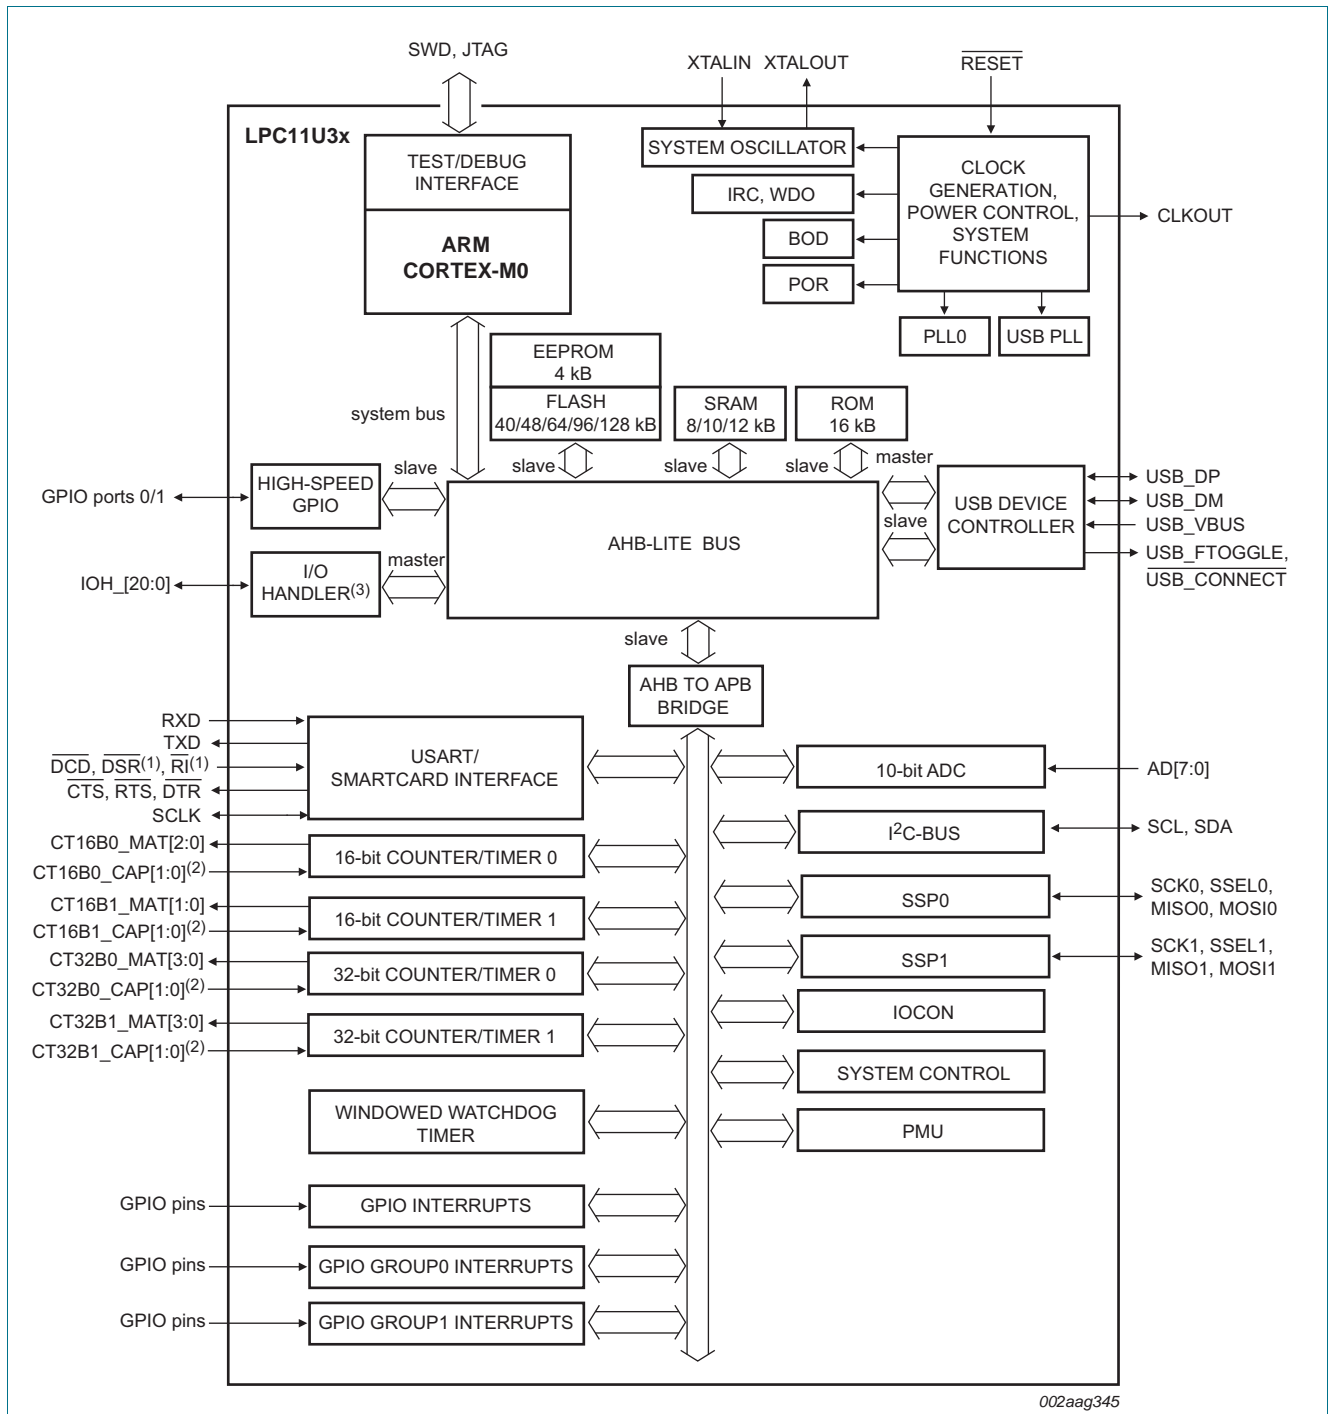 SWD, JTAG
XTALIN XTALOUT
RESET
LPC11U3x
TEST/DEBUG
INTERFACE
ARM
CORTEX-M0
SYSTEM OSCILLATOR
IRC, WDO
BOD
POR
CLOCK
GENERATION,
POWER CONTROL,
SYSTEM
FUNCTIONS
CLKOUT
PLL0
USB PLL
system bus
EEPROM
4 kB
FLASH
40/48/64/96/128 kB
SRAM
8/10/12 kB
ROM
16 kB
slave
slave
slave
slave
master
GPIO ports 0/1
HIGH-SPEED
GPIO
AHB-LITE BUS
slave
USB DEVICE
CONTROLLER
USB_DP
USB_DM
USB_VBUS
USB_FTOGGLE,
USB_CONNECT
IOH_[20:0]
I/O
HANDLER(3)
master
slave
AHB TO APB
BRIDGE
RXD
TXD
DCD, DSR(1), RI(1)
CTS, RTS, DTR
SCLK
USART/
SMARTCARD INTERFACE
CT16B0_MAT[2:0]
CT16B0_CAP[1:0](2)
16-bit COUNTER/TIMER 0
CT16B1_MAT[1:0]
CT16B1_CAP[1:0](2)
16-bit COUNTER/TIMER 1
CT32B0_MAT[3:0]
CT32B0_CAP[1:0](2)
32-bit COUNTER/TIMER 0
CT32B1_MAT[3:0]
CT32B1_CAP[1:0](2)
32-bit COUNTER/TIMER 1
WINDOWED WATCHDOG
TIMER
GPIO pins
GPIO INTERRUPTS
GPIO pins
GPIO GROUP0 INTERRUPTS
GPIO pins
GPIO GROUP1 INTERRUPTS
10-bit ADC
AD[7:0]
I2C-BUS
SCL, SDA
SSP0
SCK0, SSEL0,
MISO0, MOSI0
SSP1
SCK1, SSEL1,
MISO1, MOSI1
IOCON
SYSTEM CONTROL
PMU
002aag345